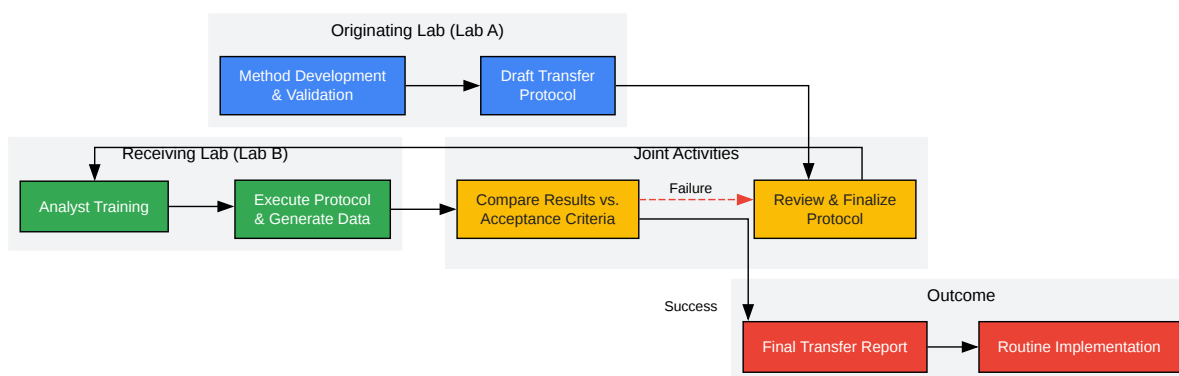 Originating Lab (Lab A)
Method Development
& Validation
Draft Transfer
Protocol
Receiving Lab (Lab B)
Analyst Training
Execute Protocol
& Generate Data
Joint Activities
Compare Results vs.
Acceptance Criteria
Failure
Review & Finalize
Protocol
Success
Outcome
Final Transfer Report
Routine Implementation